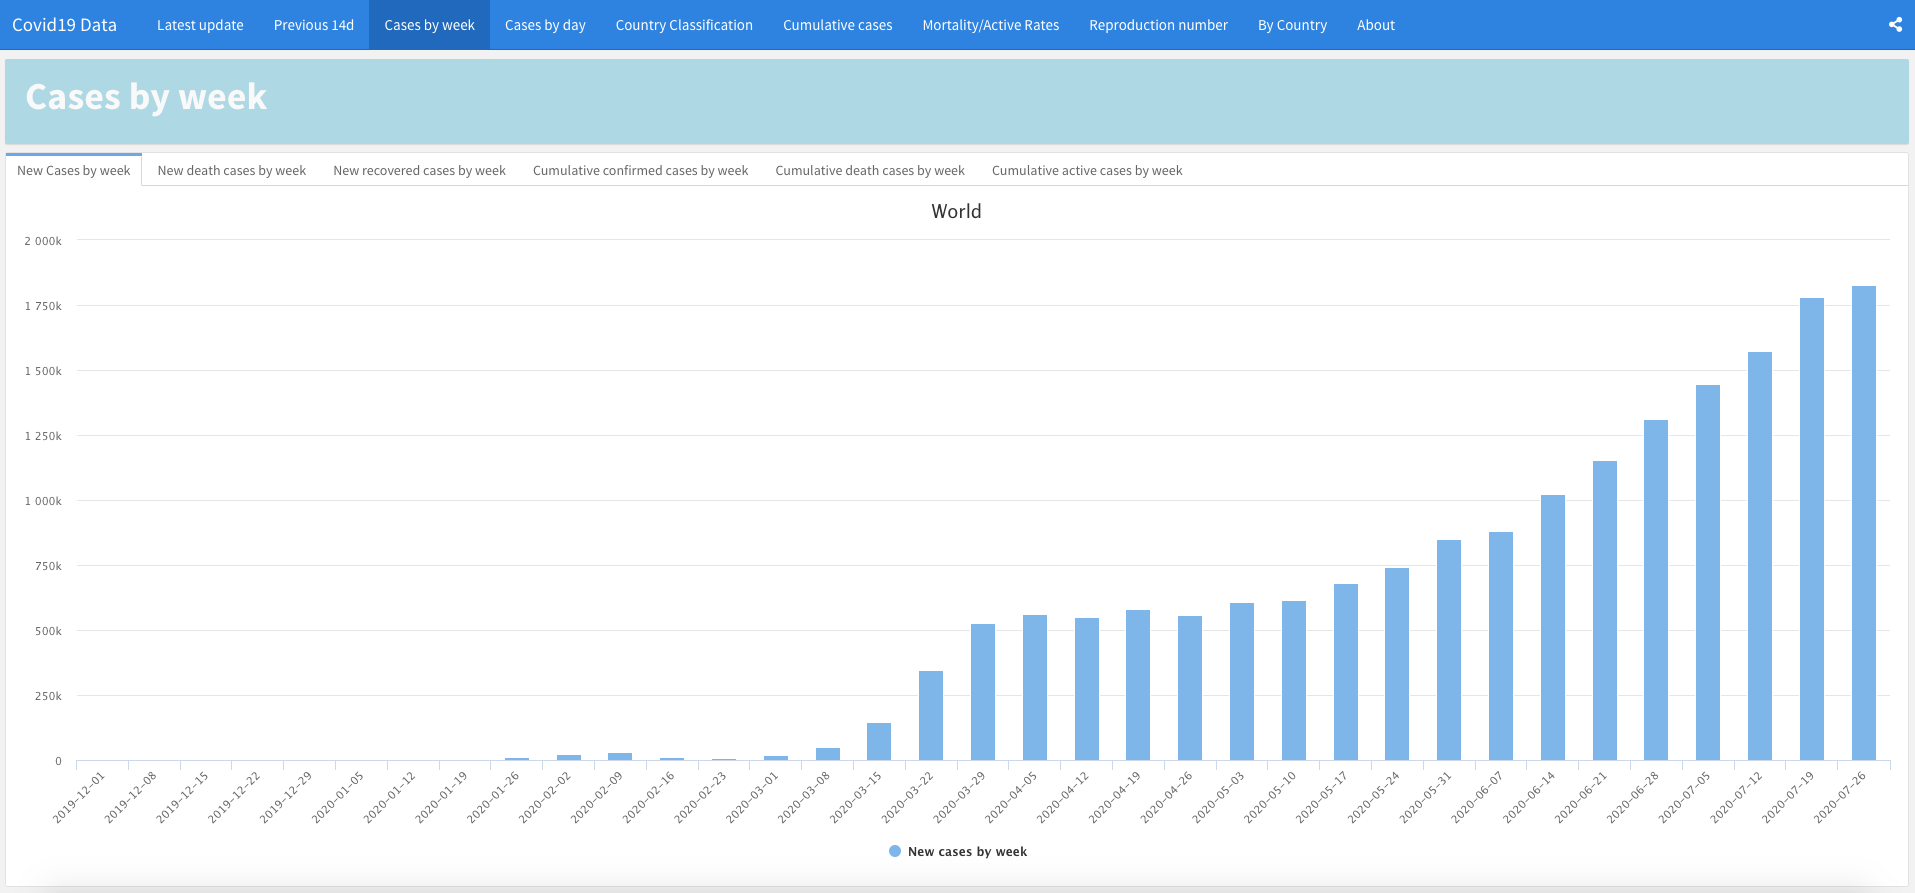 Covid19 Data Latest update Previous 14d Cases by week Cases by day Country Classification Cumulative cases Mortality/Active Rates Reproduction number By Country About
Cases by week
New Cases by week New death cases by week New recovered cases by week Cumulative confirmed cases by week Cumulative death cases by week Cumulative active cases by week
World
2 000k
1 750k
1 500k
1 250k
1 000k
750k
500k
250k
0
2019-12-01 2019-12-08 2019-12-15 2019-12-22 2019-12-29 2020-01-05 2020-01-12 2020-01-19 2020-01-26 2020-02-02 2020-02-09 2020-02-16 2020-02-23 2020-03-01 2020-03-08 2020-03-15 2020-03-22 2020-03-29 2020-04-05 2020-04-12 2020-04-19 2020-04-26 2020-05-03 2020-05-10 2020-05-17 2020-05-24 2020-05-31 2020-06-07 2020-06-14 2020-06-21 2020-06-28 2020-07-05 2020-07-12 2020-07-19 2020-07-26
New cases by week